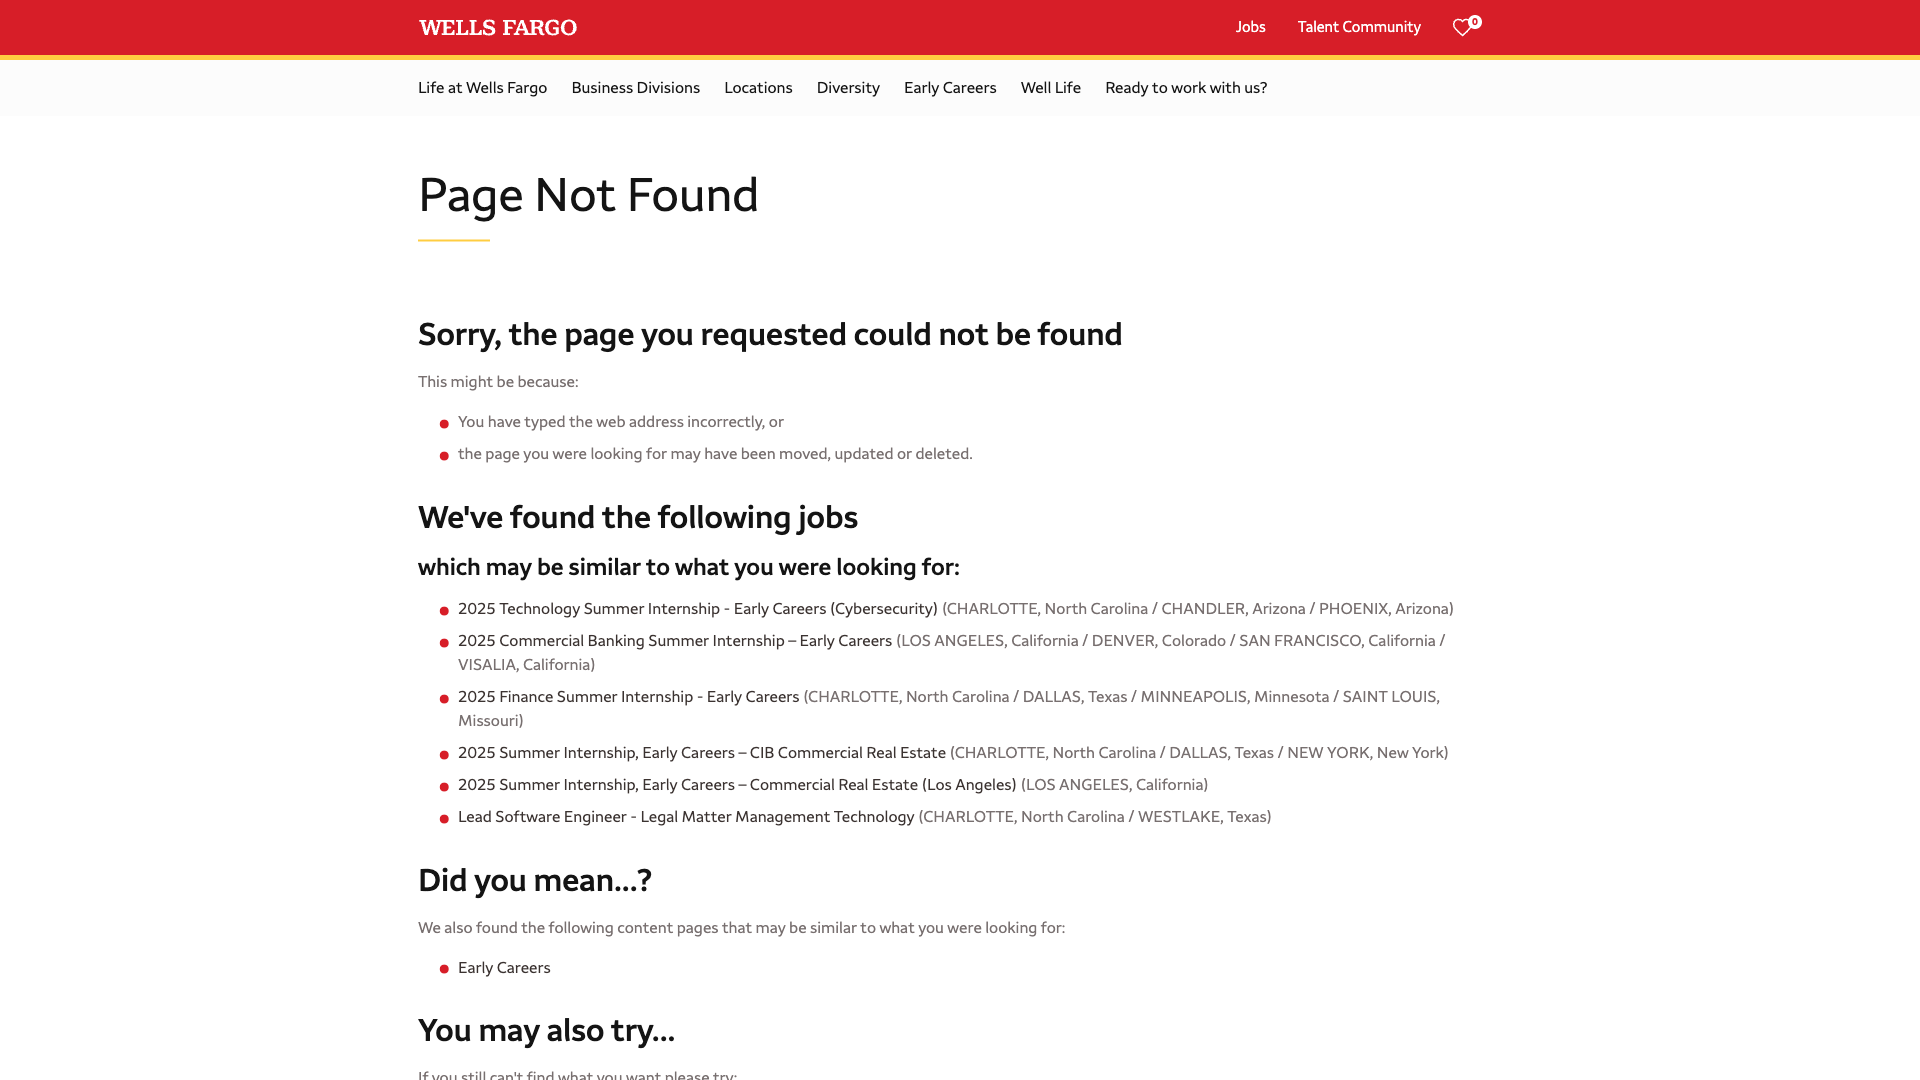 WELLS FARGO
Jobs
Talent Community
0
Life at Wells Fargo
Business Divisions
Locations
Diversity
Early Careers
Well Life
Ready to work with us?
Page Not Found
Sorry, the page you requested could not be found
This might be because:
You have typed the web address incorrectly, or
the page you were looking for may have been moved, updated or deleted.
We've found the following jobs
which may be similar to what you were looking for:
2025 Technology Summer Internship - Early Careers (Cybersecurity) (CHARLOTTE, North Carolina / CHANDLER, Arizona / PHOENIX, Arizona)
2025 Commercial Banking Summer Internship – Early Careers (LOS ANGELES, California / DENVER, Colorado / SAN FRANCISCO, California /
VISALIA, California)
2025 Finance Summer Internship - Early Careers (CHARLOTTE, North Carolina / DALLAS, Texas / MINNEAPOLIS, Minnesota / SAINT LOUIS,
Missouri)
2025 Summer Internship, Early Careers – CIB Commercial Real Estate (CHARLOTTE, North Carolina / DALLAS, Texas / NEW YORK, New York)
2025 Summer Internship, Early Careers – Commercial Real Estate (Los Angeles) (LOS ANGELES, California)
Lead Software Engineer - Legal Matter Management Technology (CHARLOTTE, North Carolina / WESTLAKE, Texas)
Did you mean...?
We also found the following content pages that may be similar to what you were looking for:
Early Careers
You may also try...
If you still can't find what you want please try: